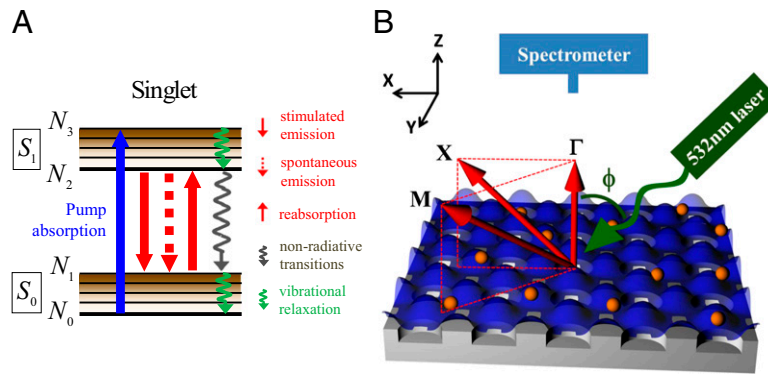 A
Singlet
N3
S1
N2
Pump
absorption
N1
S0
N0
stimulated
emission
spontaneous
emission
reabsorption
non-radiative
transitions
vibrational
relaxation
B
Z
X
Y
Spectrometer
532nm laser
X
Γ
ϕ
M